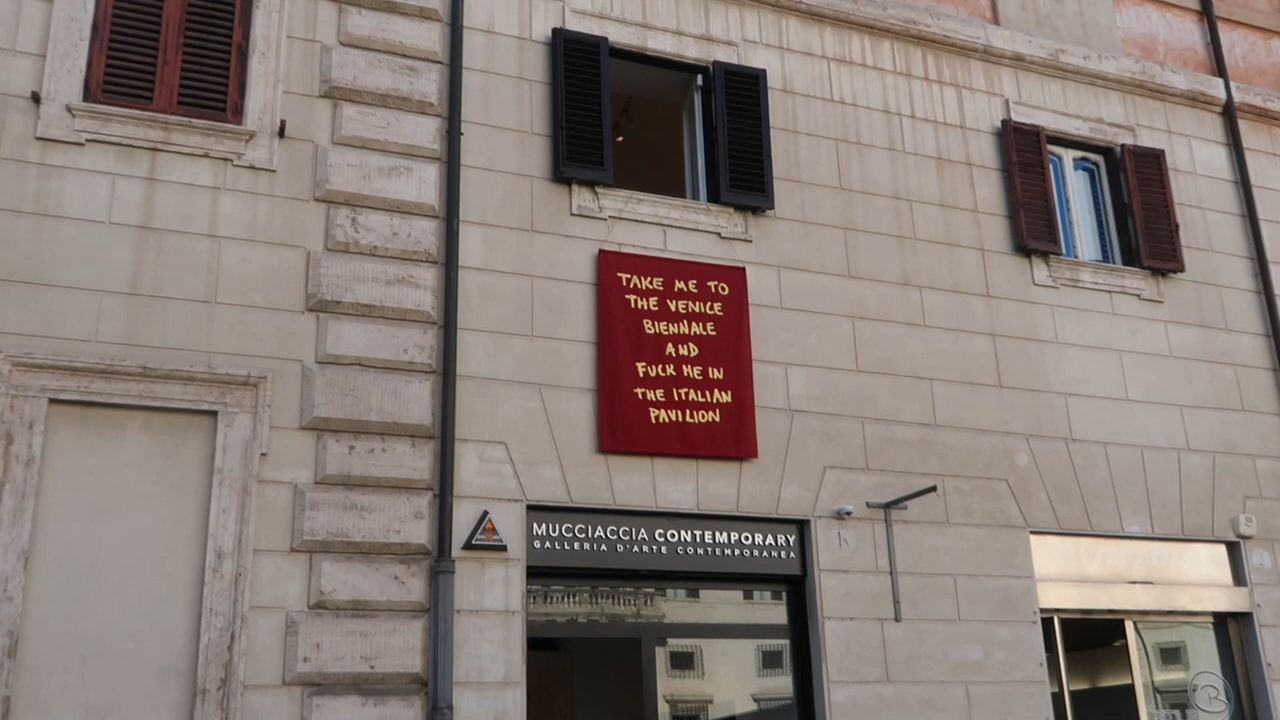 TAKE ME TO
THE VENICE
BIENNALE
AND
FUCK ME IN
THE ITALIAN
PAVILION
MUCCIACCIA CONTEMPORARY
GALLERIA D'ARTE CONTEMPORANEA